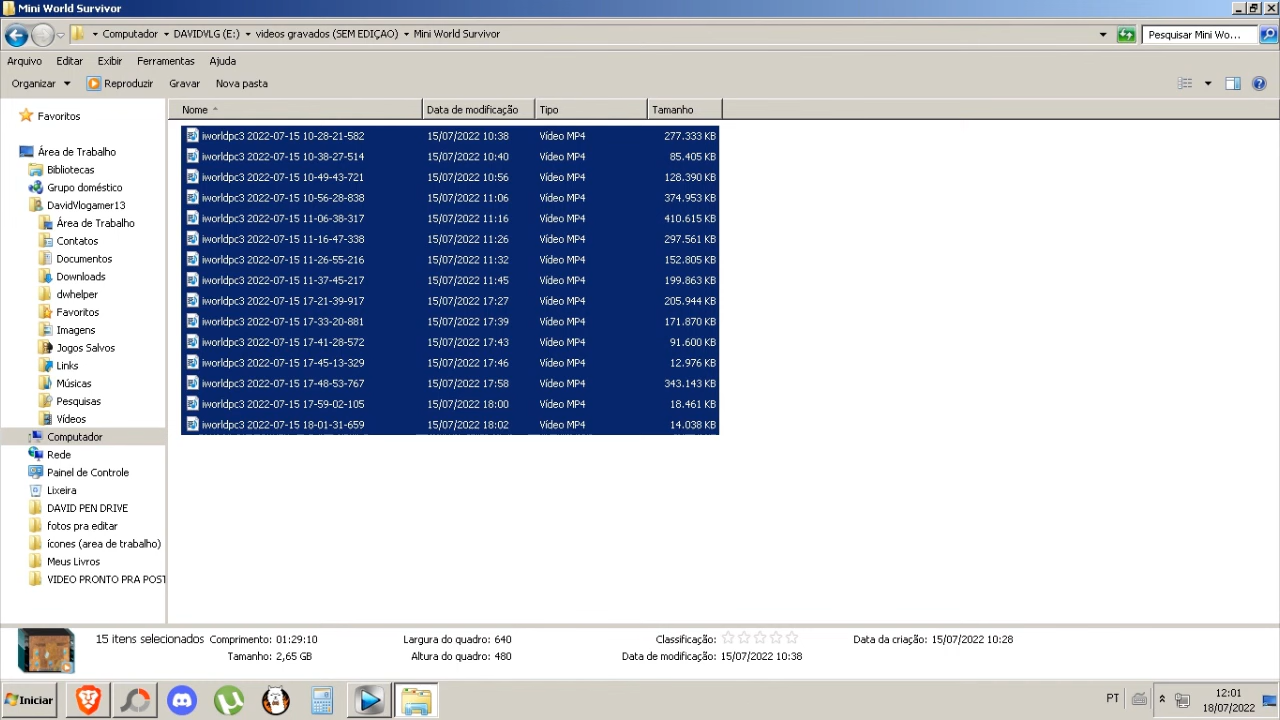 Mini World Survivor
Computador ▾ DAVIDVLG (E:) ▾ videos gravados (SEM EDIÇAO) ▾ Mini World Survivor
Pesquisar Mini Wo...
Arquivo Editar Exibir Ferramentas Ajuda
Organizar Reproduzir Gravar Nova pasta
Favoritos
Área de Trabalho
Bibliotecas
Grupo doméstico
DavidVlogamer13
Área de Trabalho
Contatos
Documentos
Downloads
dwhelper
Favoritos
Imagens
Jogos Salvos
Links
Músicas
Pesquisas
Vídeos
Computador
Rede
Painel de Controle
Lixeira
DAVID PEN DRIVE
fotos pra editar
ícones (area de trabalho)
Meus Livros
VIDEO PRONTO PRA POST
Nome Data de modificação Tipo Tamanho
iworldpc3 2022-07-15 10-28-21-582 15/07/2022 10:38 Vídeo MP4 277.333 KB
iworldpc3 2022-07-15 10-38-27-514 15/07/2022 10:40 Vídeo MP4 85.405 KB
iworldpc3 2022-07-15 10-49-43-721 15/07/2022 10:56 Vídeo MP4 128.390 KB
iworldpc3 2022-07-15 10-56-28-838 15/07/2022 11:06 Vídeo MP4 374.953 KB
iworldpc3 2022-07-15 11-06-38-317 15/07/2022 11:16 Vídeo MP4 410.615 KB
iworldpc3 2022-07-15 11-16-47-338 15/07/2022 11:26 Vídeo MP4 297.561 KB
iworldpc3 2022-07-15 11-26-55-216 15/07/2022 11:32 Vídeo MP4 152.805 KB
iworldpc3 2022-07-15 11-37-45-217 15/07/2022 11:45 Vídeo MP4 199.863 KB
iworldpc3 2022-07-15 17-21-39-917 15/07/2022 17:27 Vídeo MP4 205.944 KB
iworldpc3 2022-07-15 17-33-20-881 15/07/2022 17:39 Vídeo MP4 171.870 KB
iworldpc3 2022-07-15 17-41-28-572 15/07/2022 17:43 Vídeo MP4 91.600 KB
iworldpc3 2022-07-15 17-45-13-329 15/07/2022 17:46 Vídeo MP4 12.976 KB
iworldpc3 2022-07-15 17-48-53-767 15/07/2022 17:58 Vídeo MP4 343.143 KB
iworldpc3 2022-07-15 17-59-02-105 15/07/2022 18:00 Vídeo MP4 18.461 KB
iworldpc3 2022-07-15 18-01-31-659 15/07/2022 18:02 Vídeo MP4 14.038 KB
15 itens selecionados Comprimento: 01:29:10 Largura do quadro: 640 Classificação: Data da criação: 15/07/2022 10:28
Tamanho: 2,65 GB Altura do quadro: 480 Data de modificação: 15/07/2022 10:38
Iniciar
PT
12:01
18/07/2022